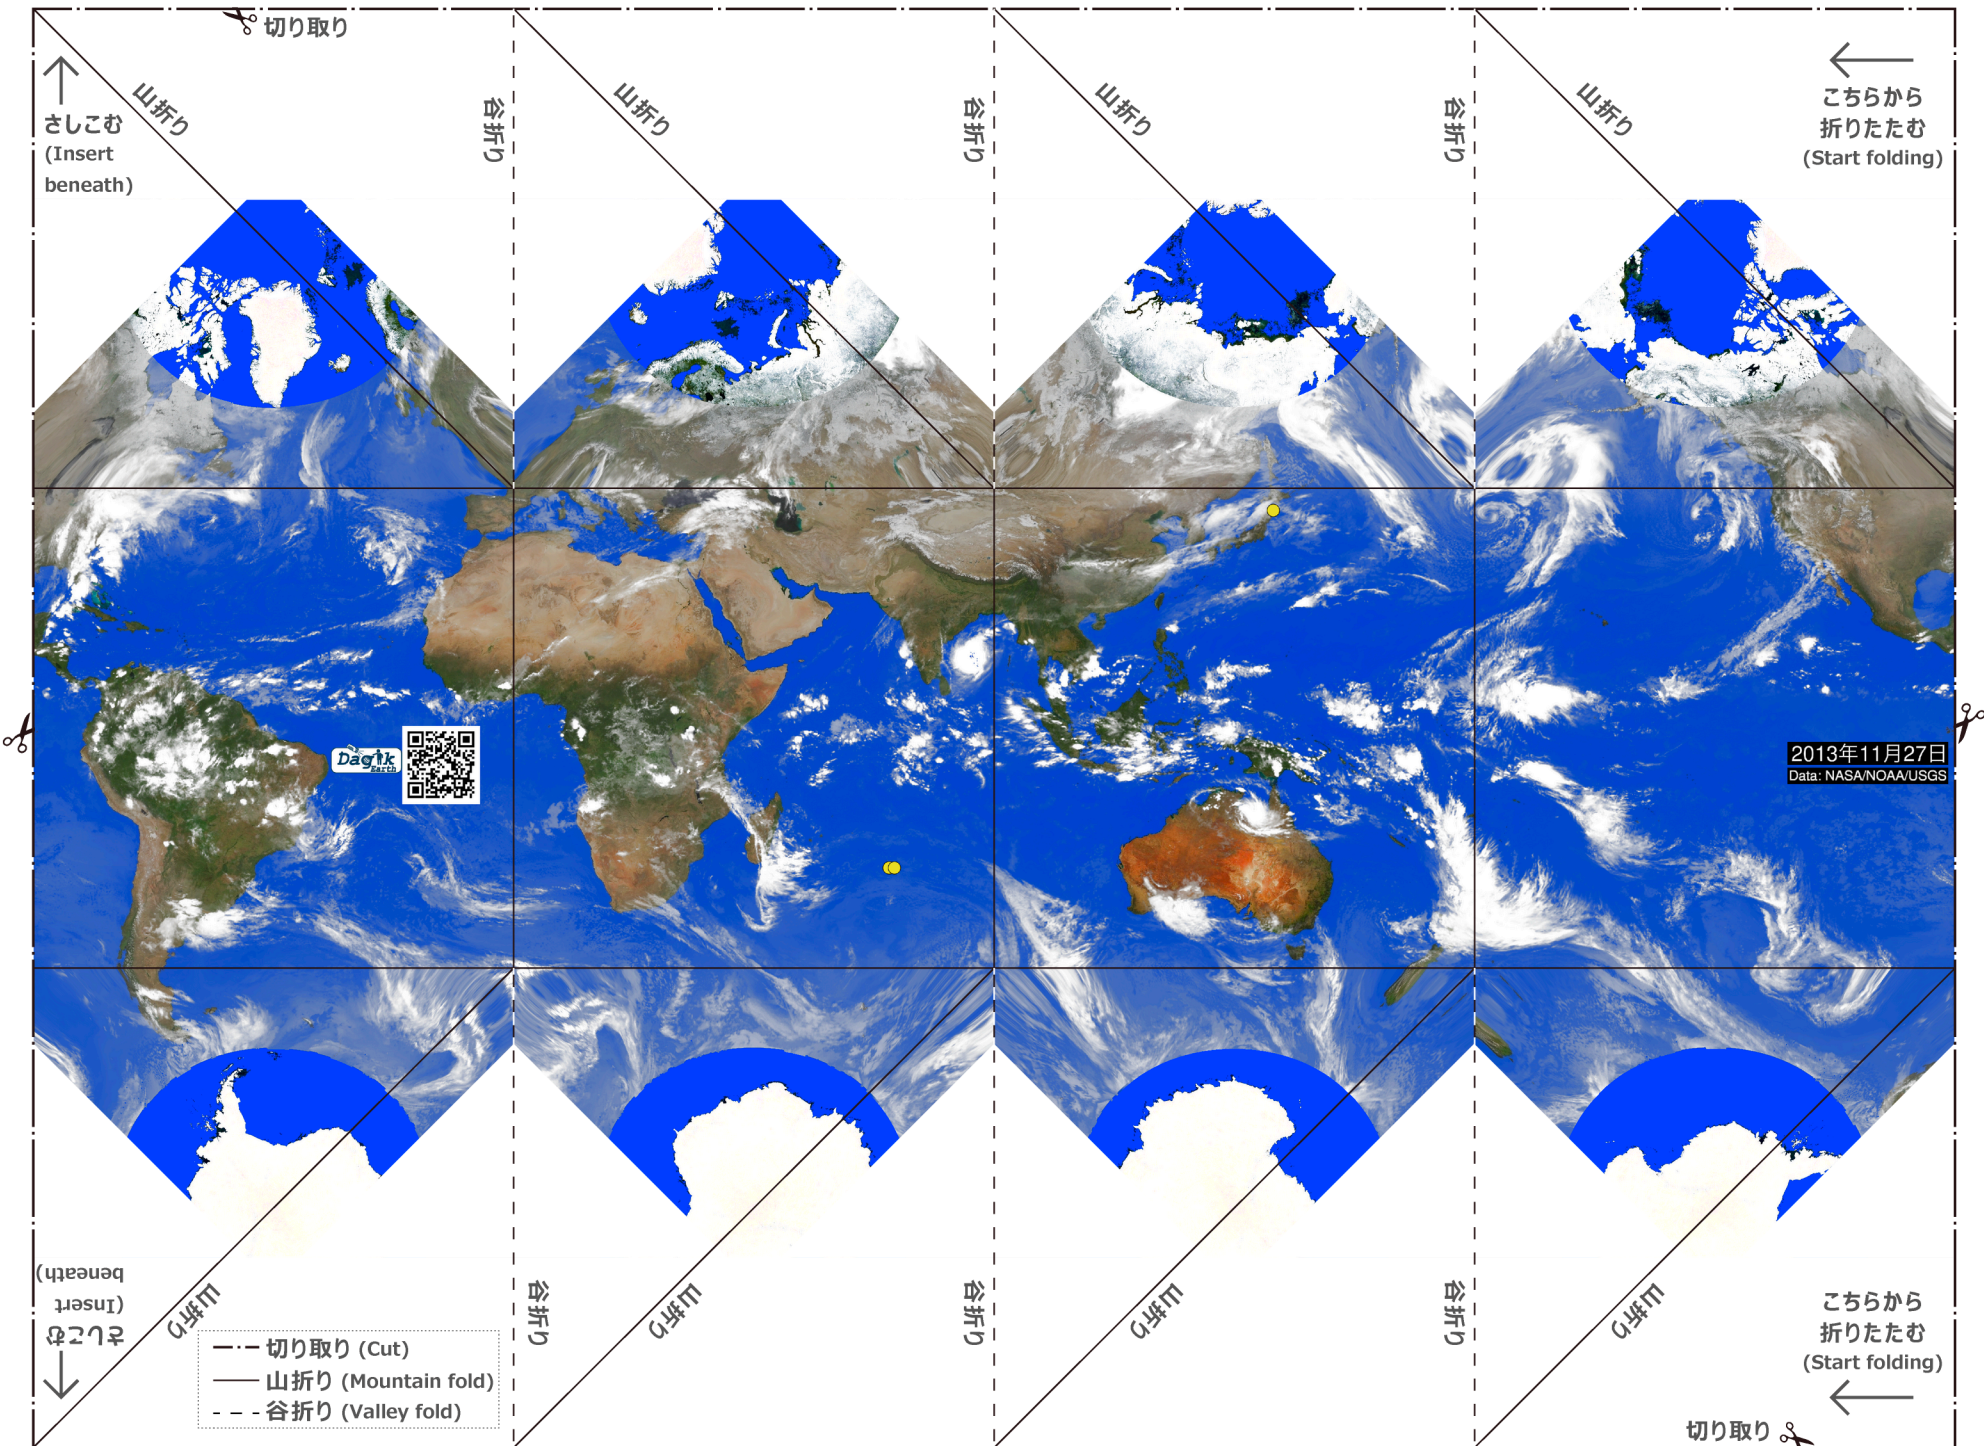 切り取り
さしこむ
(Insert
beneath)
山折り
谷折り
山折り
谷折り
山折り
谷折り
山折り
こちらから
折りたたむ
(Start folding)
Dagik
Earth
2013年11月27日
Data: NASA/NOAA/USGS
さしこむ
(Insert
beneath)
山折り
谷折り
山折り
谷折り
山折り
谷折り
山折り
こちらから
折りたたむ
(Start folding)
切り取り (Cut)
山折り (Mountain fold)
谷折り (Valley fold)
切り取り